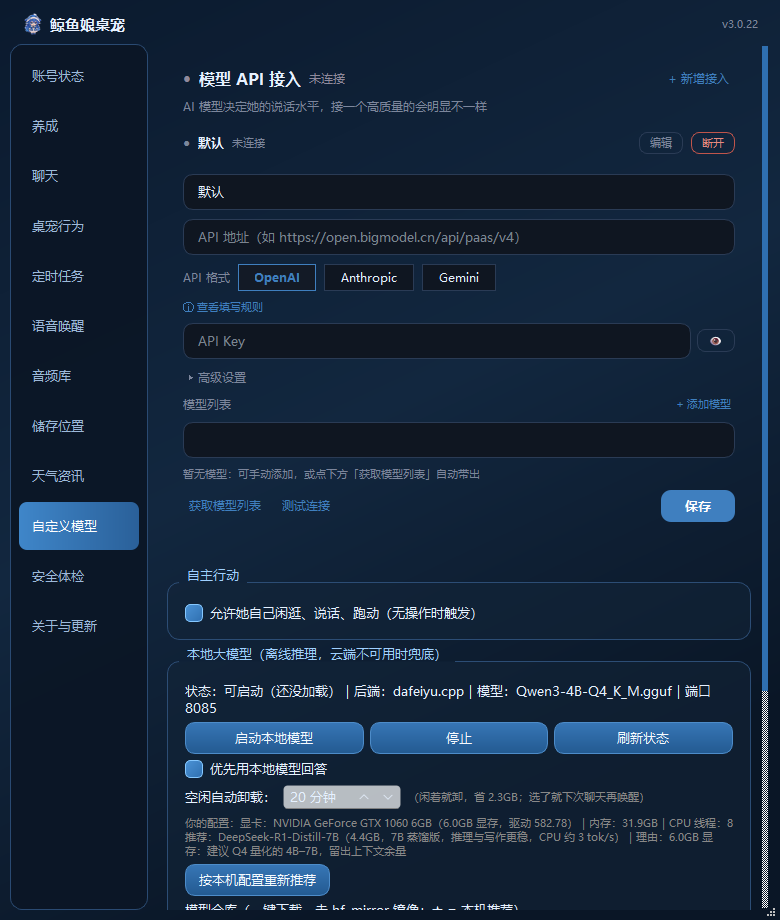 鲸鱼娘桌宠
v3.0.22
账号状态
养成
聊天
桌宠行为
定时任务
语音唤醒
音频库
储存位置
天气资讯
自定义模型
安全体检
关于与更新
模型 API 接入 未连接 + 新增接入
AI 模型决定她的说话水平，接一个高质量的会明显不一样
默认 未连接 编辑 断开
默认
API 地址（如 https://open.bigmodel.cn/api/paas/v4）
API 格式 OpenAI Anthropic Gemini
查看填写规则
API Key
高级设置
模型列表 + 添加模型
暂无模型：可手动添加，或点下方「获取模型列表」自动带出
获取模型列表 测试连接 保存
自主行动
允许她自己闲逛、说话、跑动（无操作时触发）
本地大模型（离线推理，云端不可用时兜底）
状态：可启动（还没加载） | 后端：dafeiyu.cpp | 模型：Qwen3-4B-Q4_K_M.gguf | 端口
8085
启动本地模型 停止 刷新状态
优先用本地模型回答
空闲自动卸载： 20 分钟 （闲着就卸，省 2.3GB；选了就下次聊天再唤醒）
你的配置：显卡：NVIDIA GeForce GTX 1060 6GB（6.0GB 显存，驱动 582.78） | 内存：31.9GB | CPU 线程：8
推荐：DeepSeek-R1-Distill-7B（4.4GB，7B 蒸馏版，推理与写作更稳，CPU 约 3 tok/s） | 理由：6.0GB 显
存：建议 Q4 量化的 4B–7B，留出上下文余量
按本机配置重新推荐